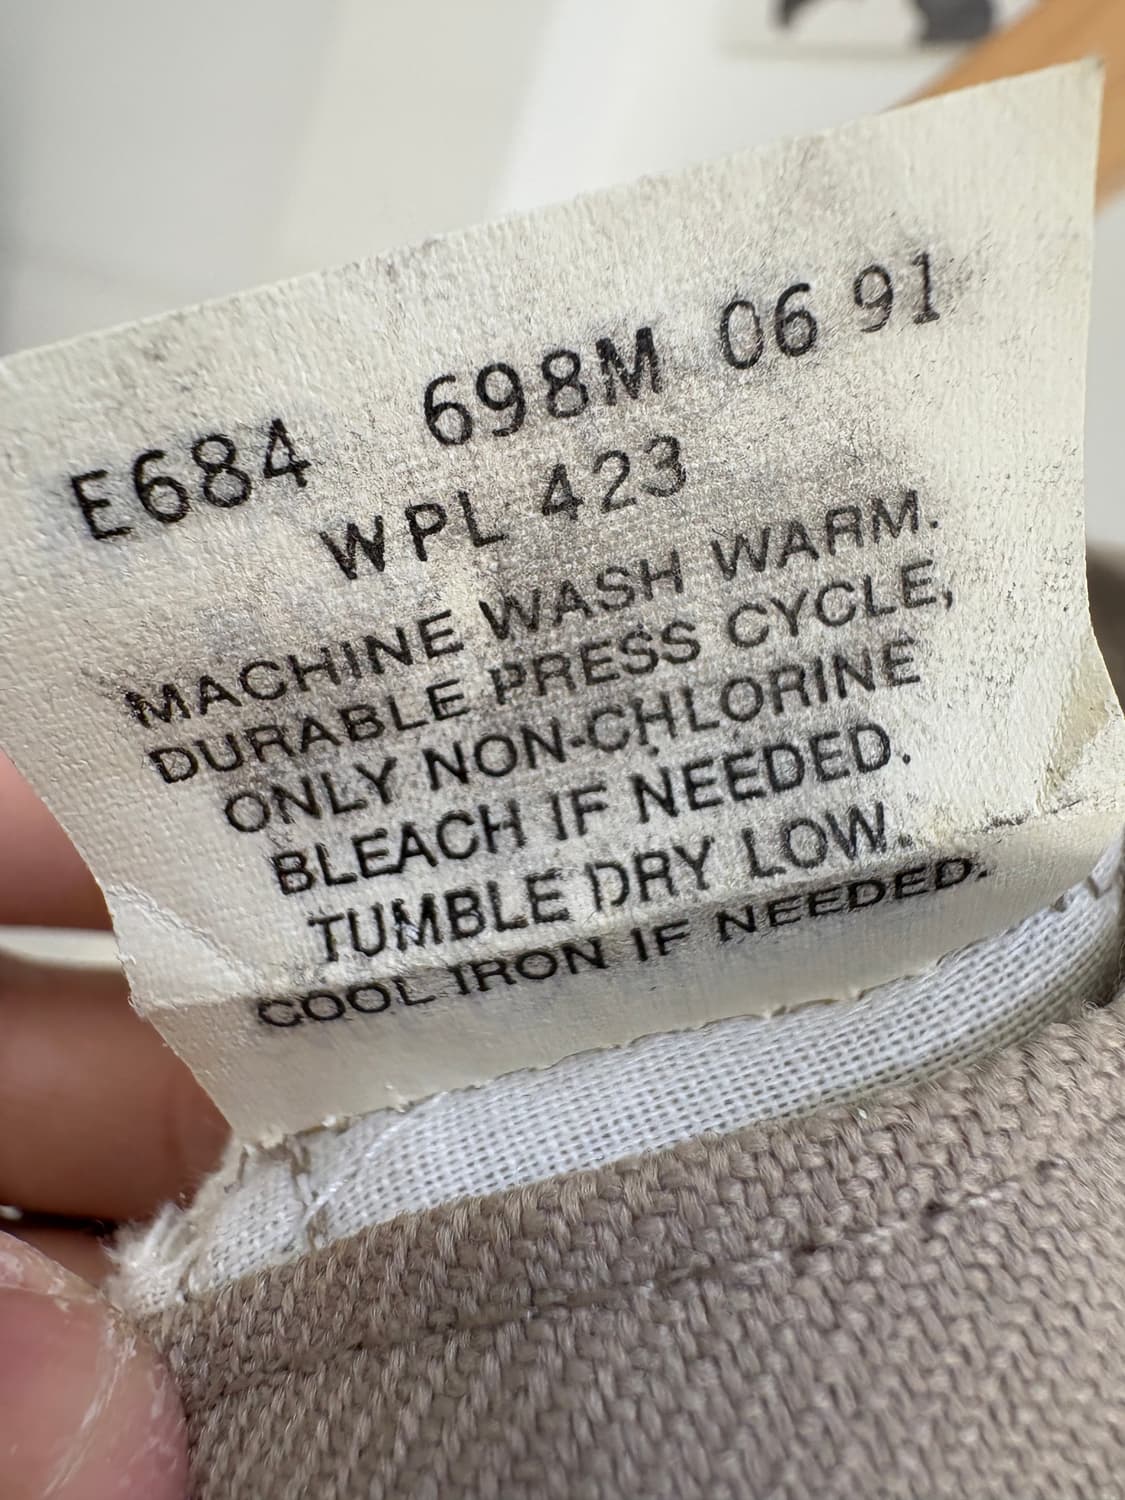 E684 698M 06 91
WPL 423
MACHINE WASH WARM.
DURABLE PRESS CYCLE,
ONLY NON-CHLORINE
BLEACH IF NEEDED.
TUMBLE DRY LOW.
COOL IRON IF NEEDED.